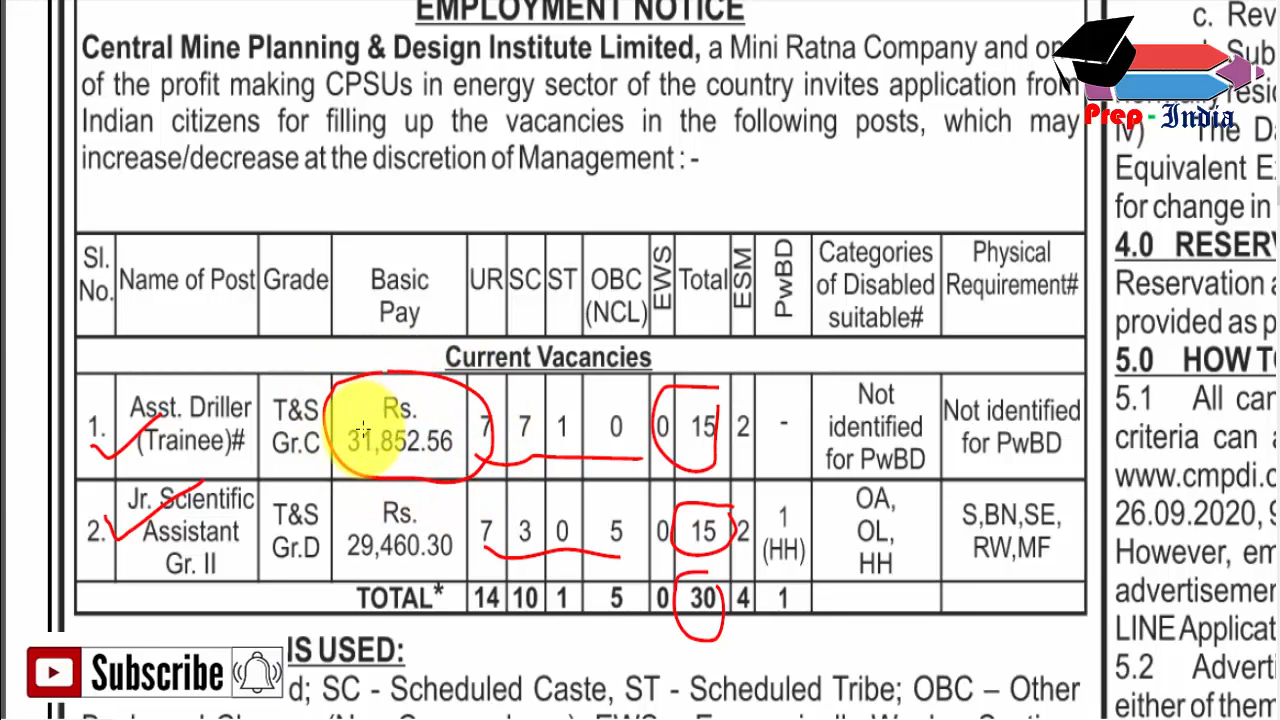 EMPLOYMENT NOTICE
Central Mine Planning & Design Institute Limited, a Mini Ratna Company and
of the profit making CPSUs in energy sector of the country invites application from
Indian citizens for filling up the vacancies in the following posts, which may
increase/decrease at the discretion of Management : -
Sl. No. Name of Post Grade Basic Pay UR SC ST OBC (NCL) EWS Total ESM PwBD Categories of Disabled suitable# Physical Requirement#
Current Vacancies
1. Asst. Driller (Trainee)# T&S Gr.C Rs. 31,852.56 7 7 1 0 0 15 2 - Not identified for PwBD Not identified for PwBD
2. Jr. Scientific Assistant Gr. II T&S Gr.D Rs. 29,460.30 7 3 0 5 0 15 2 1 (HH) OA, OL, HH S,BN,SE, RW,MF
TOTAL* 14 10 1 5 0 30 4 1
IS USED:
d; SC - Scheduled Caste, ST - Scheduled Tribe; OBC – Other
Subscribe
Prep - India
c. Rev
Sub
iv) The Da
Equivalent Ex
for change in
4.0 RESERV
Reservation a
provided as p
5.0 HOW TO
5.1 All can
criteria can a
www.cmpdi.c
26.09.2020, 9
However, em
advertisemen
LINE Applicat
5.2 Adverti
either of them